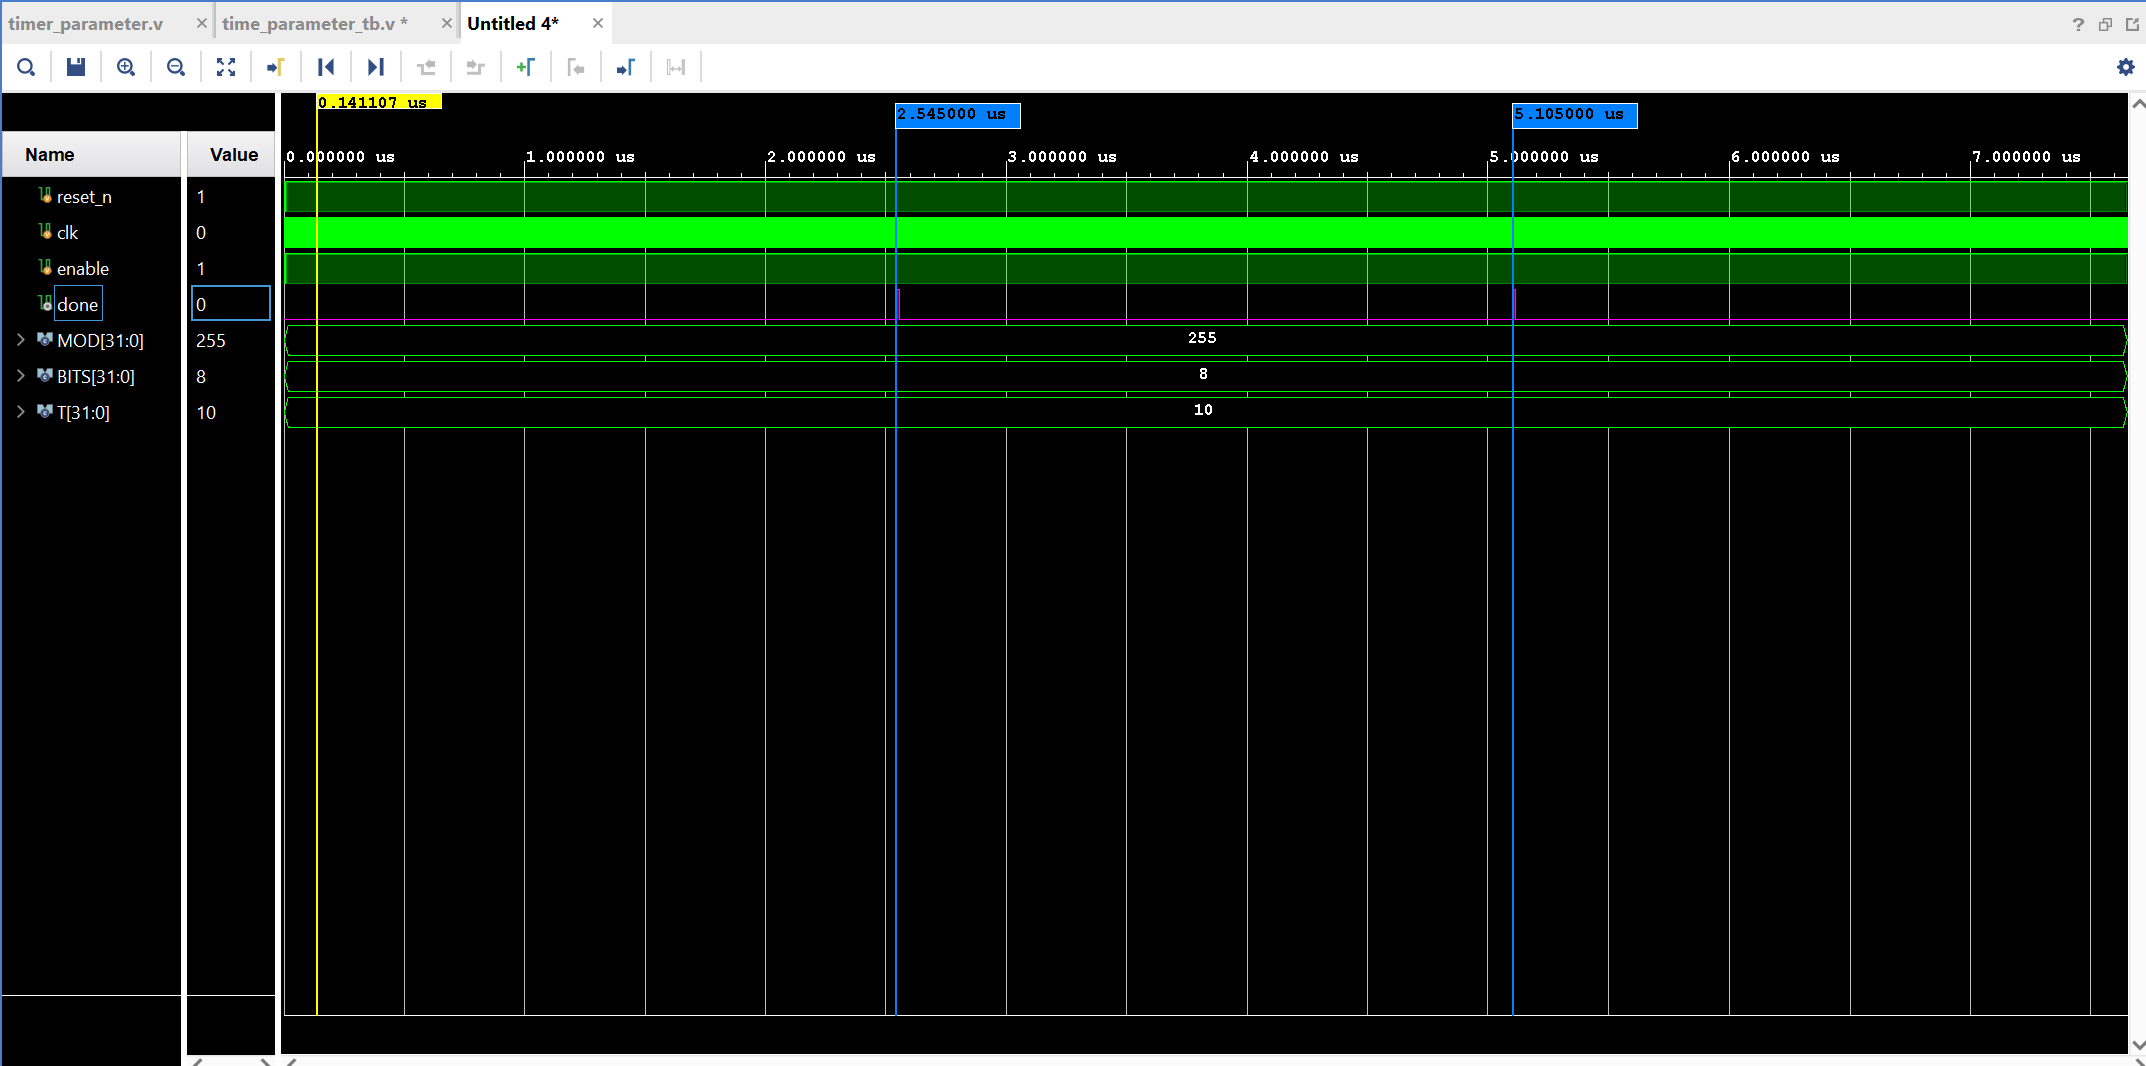 timer_parameter.v time_parameter_tb.v * Untitled 4*
0.141107 us 2.545000 us 5.105000 us
Name Value 0.000000 us 1.000000 us 2.000000 us 3.000000 us 4.000000 us 5.000000 us 6.000000 us 7.000000 us
reset_n 1
clk 0
enable 1
done 0
MOD[31:0] 255 255
BITS[31:0] 8 8
T[31:0] 10 10